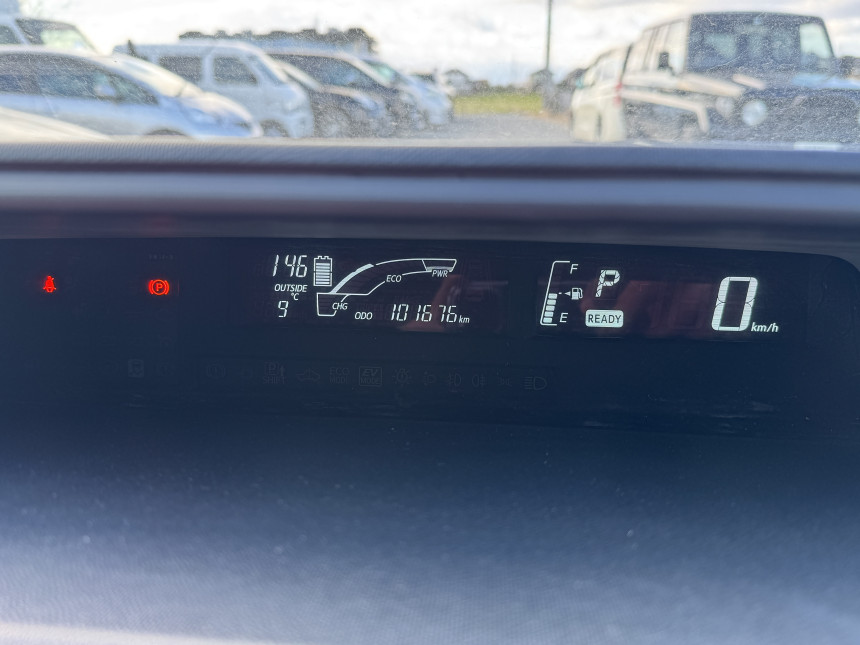 146
OUTSIDE
9 °C
CHG
ECO
PWR
ODO 101676 km
F
E
P
READY
0 km/h
P